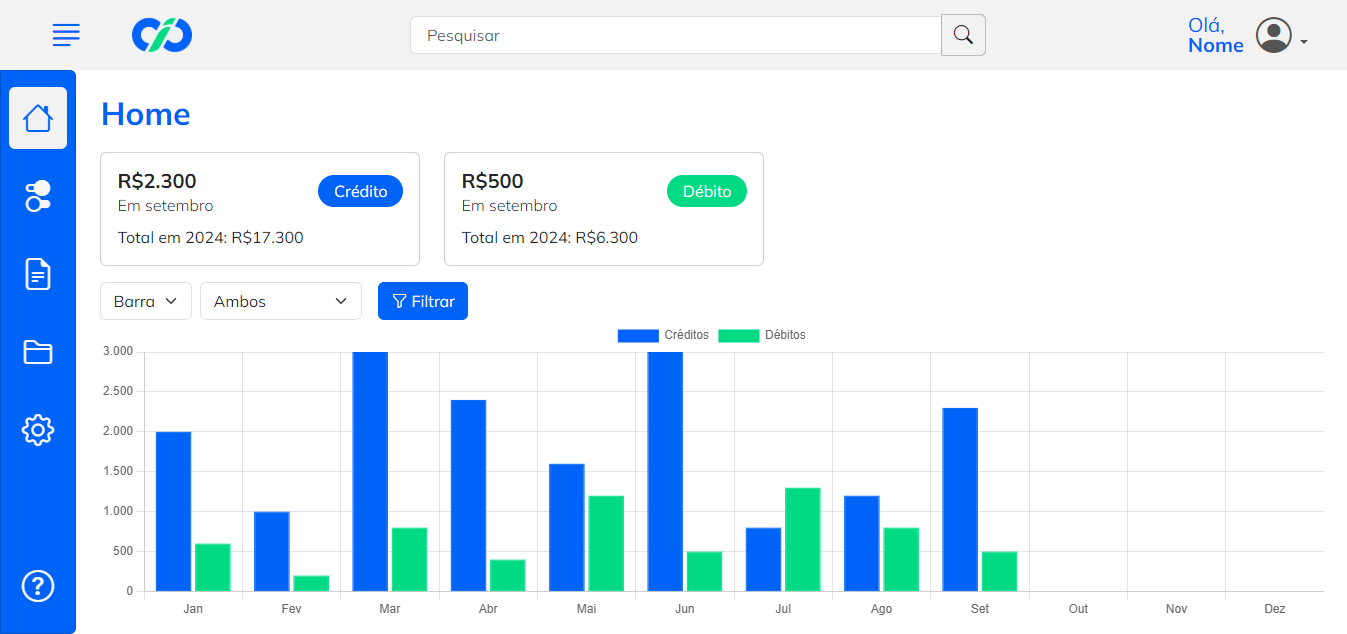 Pesquisar
Olá,
Nome
Home
R$2.300
Em setembro
Crédito
Total em 2024: R$17.300
R$500
Em setembro
Débito
Total em 2024: R$6.300
Barra
Ambos
Filtrar
Créditos Débitos
3.000
2.500
2.000
1.500
1.000
500
0
Jan Fev Mar Abr Mai Jun Jul Ago Set Out Nov Dez
?